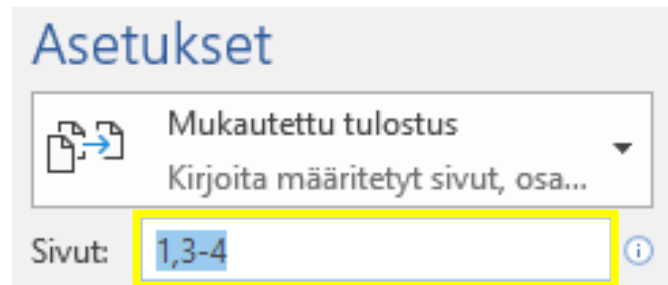 Asetukset
Mukautettu tulostus
Kirjoita määritetyt sivut, osa...
Sivut: 1,3-4